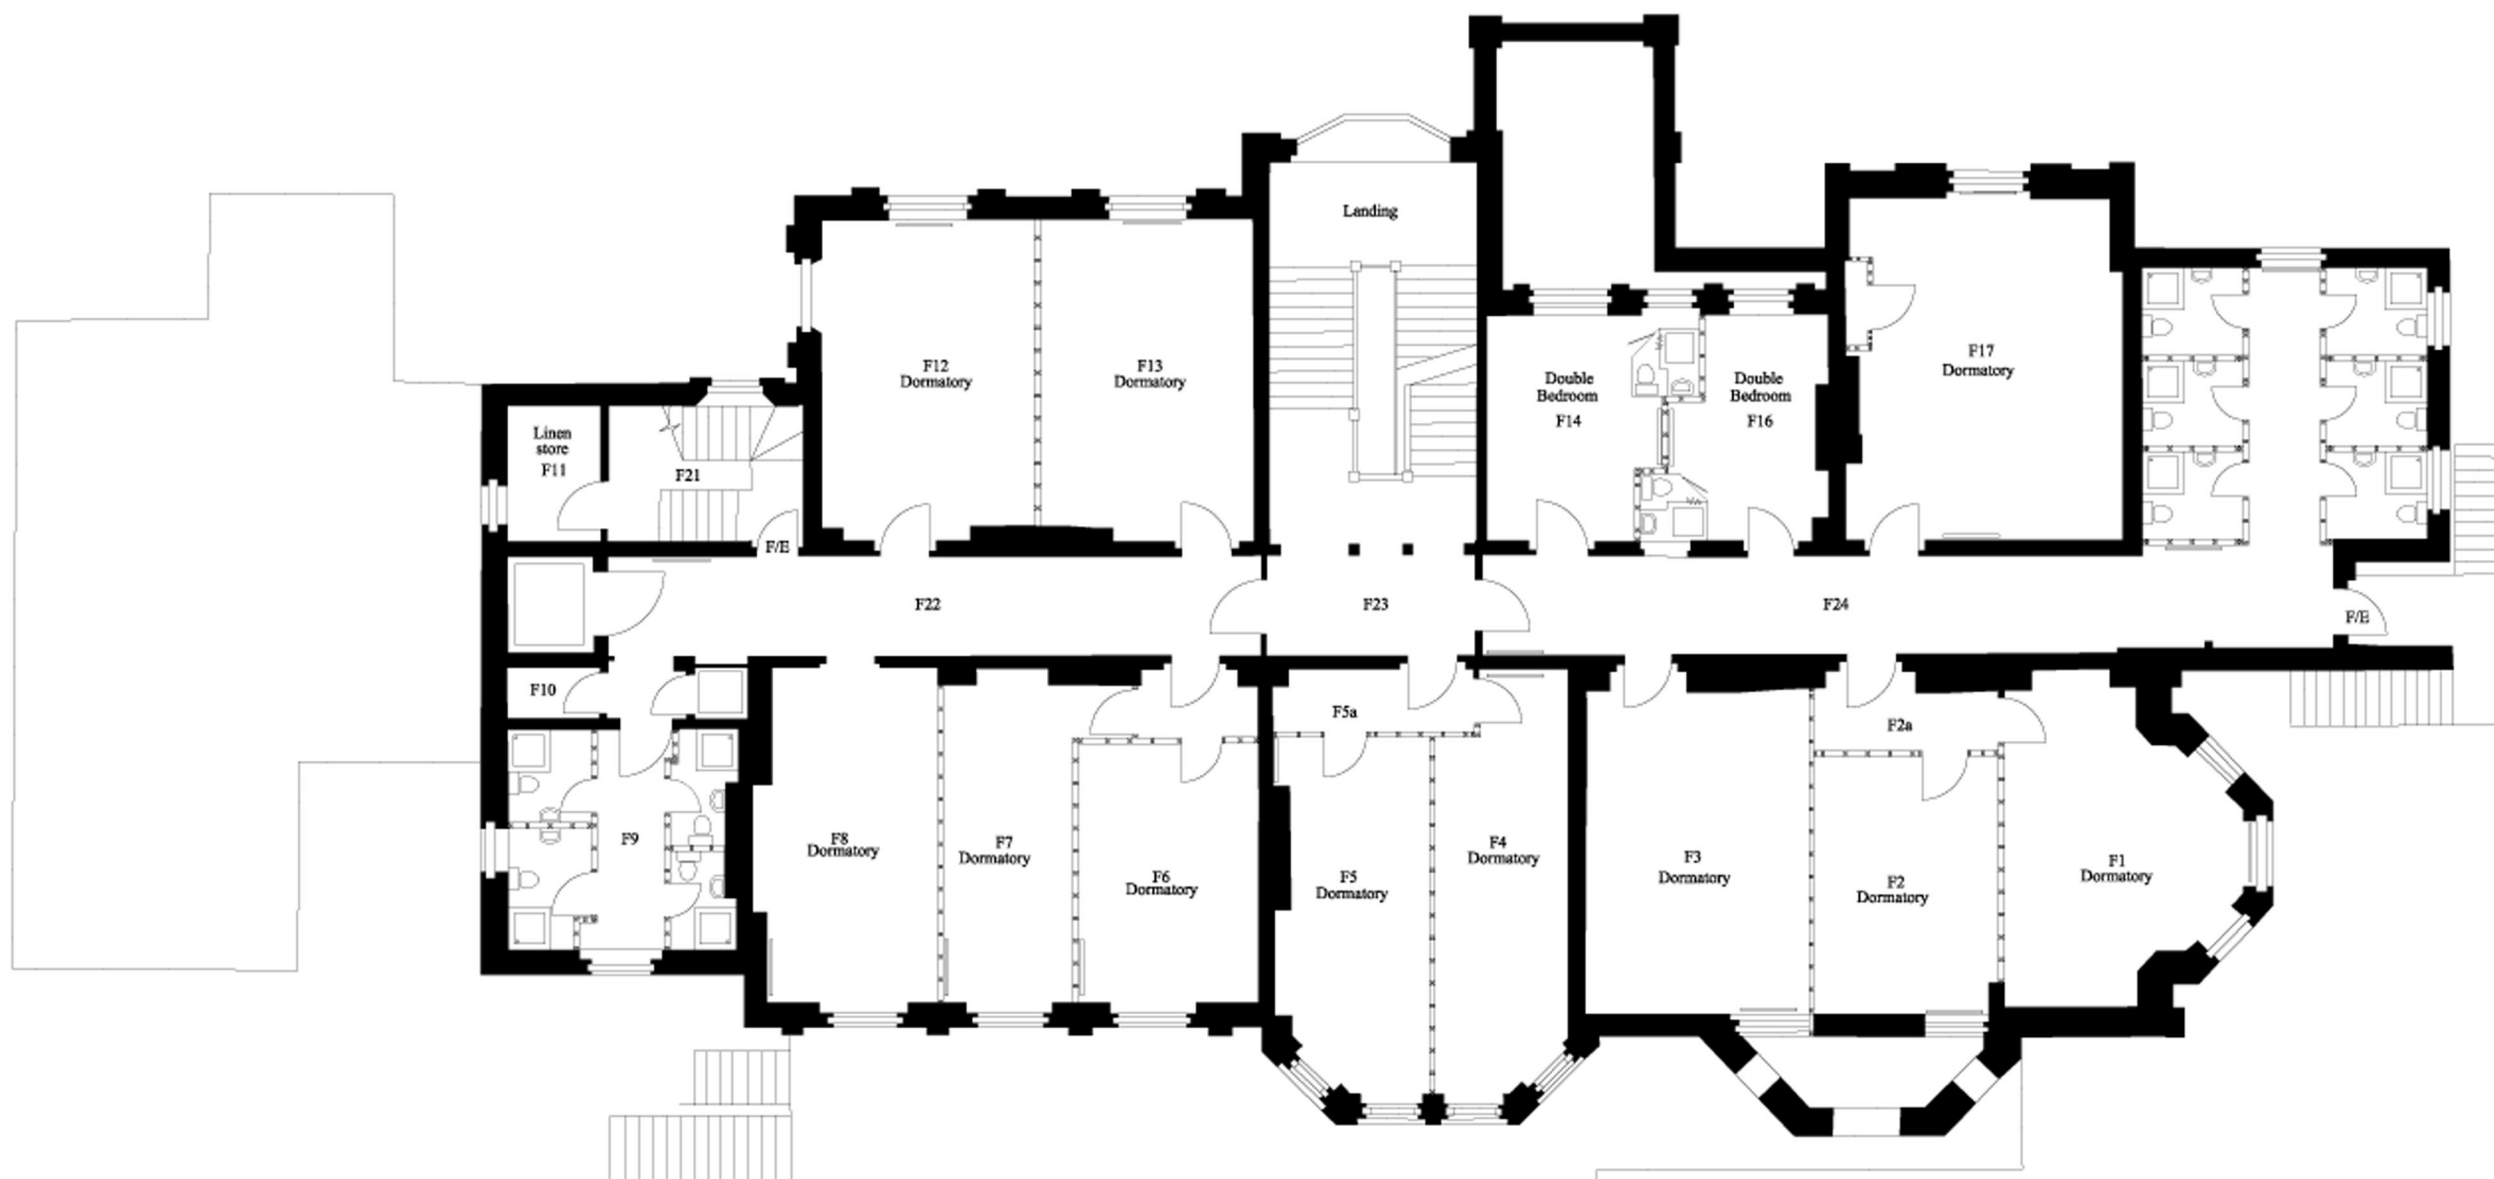 Landing
F12
Dormatory
F13
Dormatory
Double
Bedroom
F14
Double
Bedroom
F16
F17
Dormatory
Linen
store
F11
F21
F/E
F22
F23
F24
F/E
F10
F5a
F2a
F9
F8
Dormatory
F7
Dormatory
F6
Dormatory
F5
Dormatory
F4
Dormatory
F3
Dormatory
F2
Dormatory
F1
Dormatory